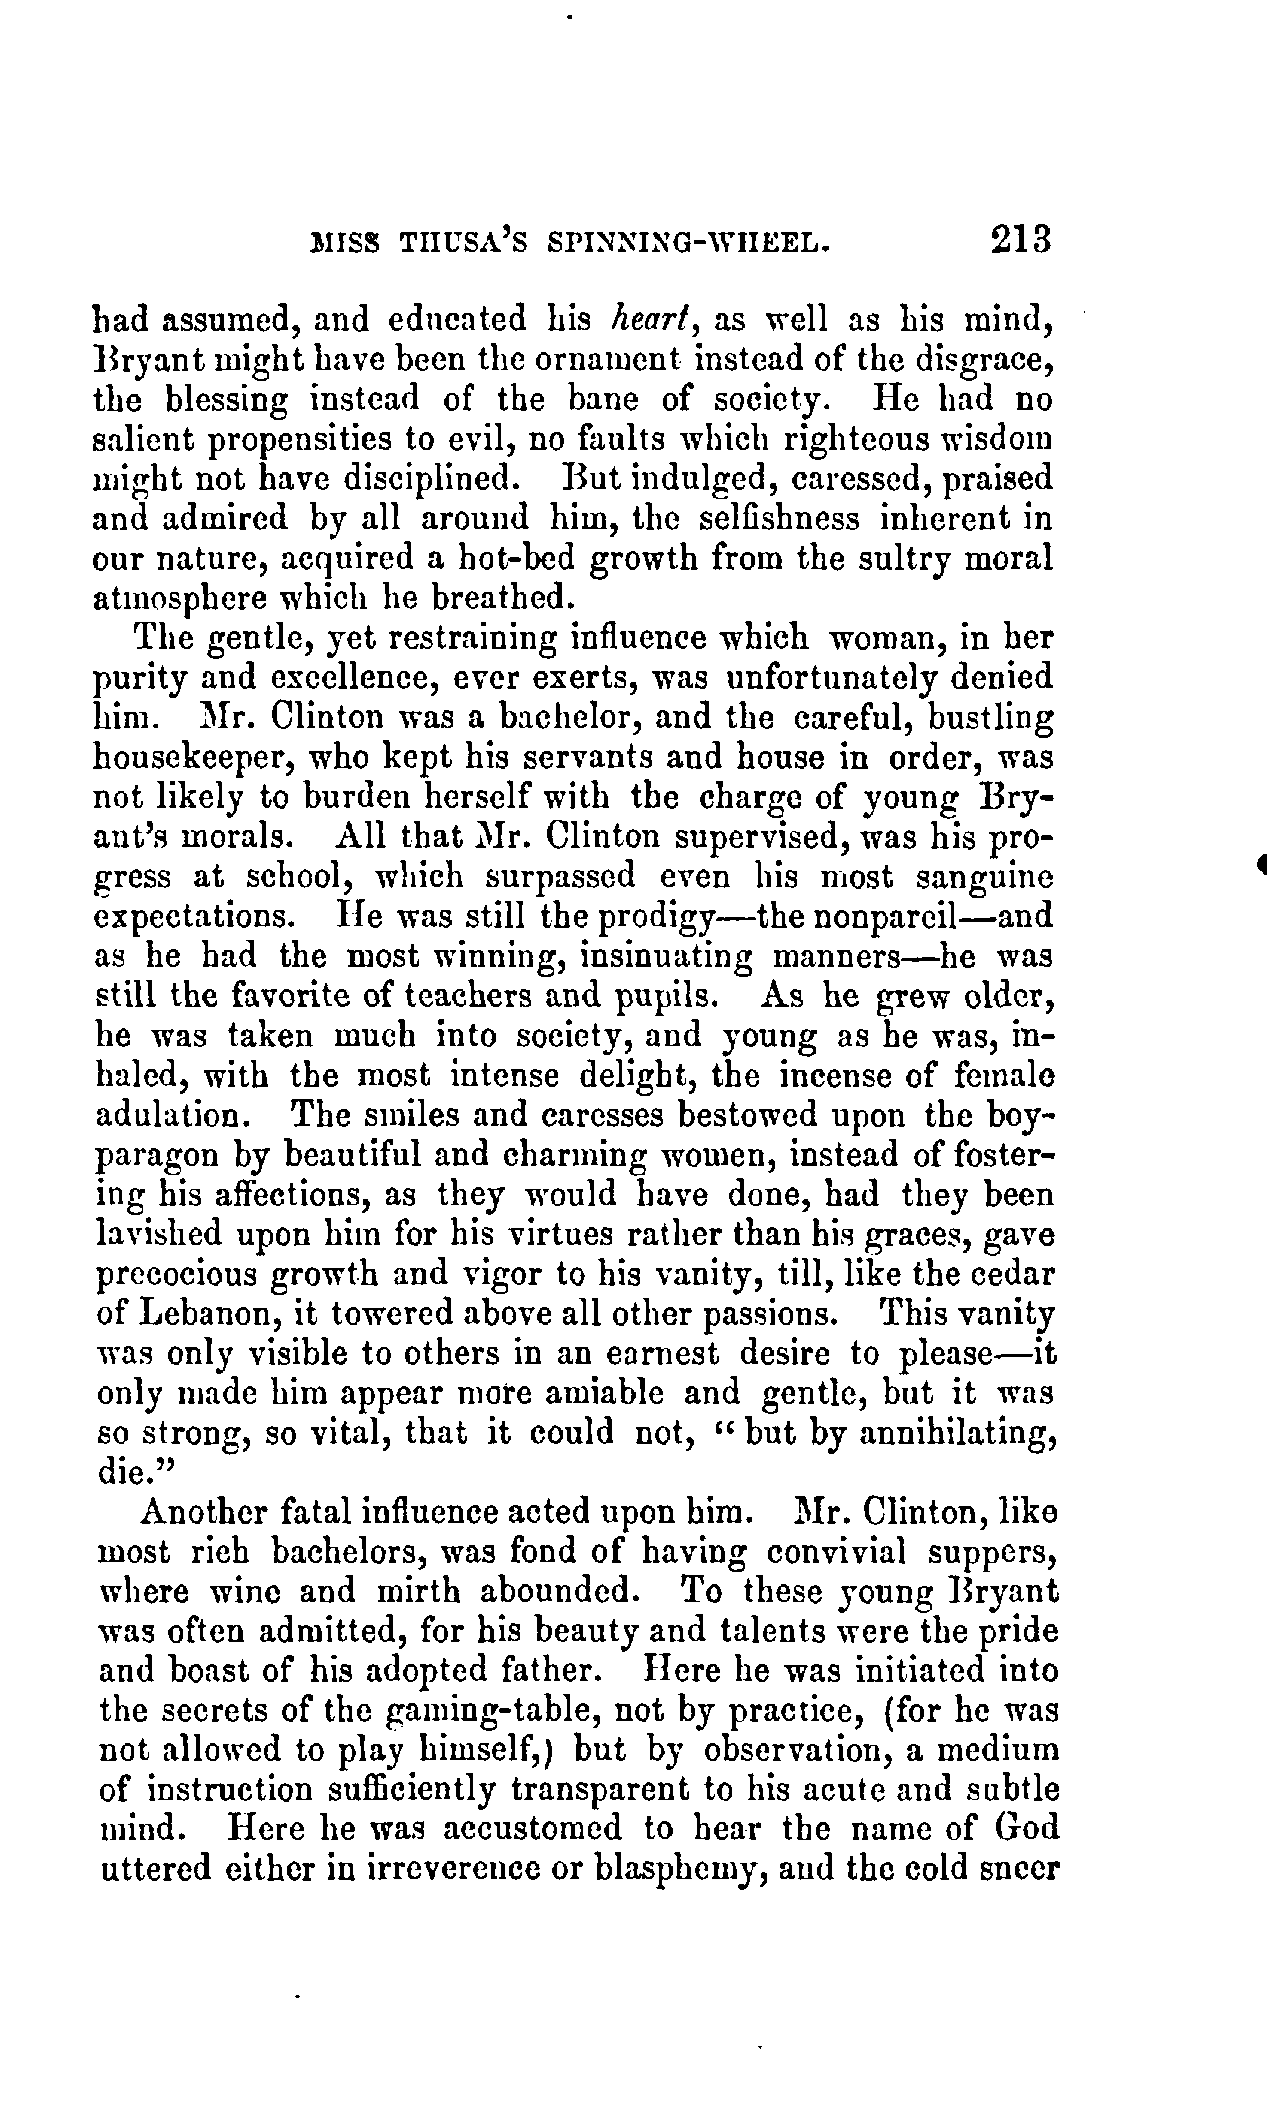 MISS THUSA'S SPINNING-WHEEL. 213
had assumed, and educated his heart, as well as his mind,
Bryant might have been the ornament instead of the disgrace,
the blessing instead of the bane of society. He had no
salient propensities to evil, no faults which righteous wisdom
might not have disciplined. But indulged, caressed, praised
and admired by all around him, the selfishness inherent in
our nature, acquired a hot-bed growth from the sultry moral
atmosphere which he breathed.
The gentle, yet restraining influence which woman, in her
purity and excellence, ever exerts, was unfortunately denied
him. Mr. Clinton was a bachelor, and the careful, bustling
housekeeper, who kept his servants and house in order, was
not likely to burden herself with the charge of young Bry-
ant's morals. All that Mr. Clinton supervised, was his pro-
gress at school, which surpassed even his most sanguine
expectations. He was still the prodigy—the nonpareil—and
as he had the most winning, insinuating manners—he was
still the favorite of teachers and pupils. As he grew older,
he was taken much into society, and young as he was, in-
haled, with the most intense delight, the incense of female
adulation. The smiles and caresses bestowed upon the boy-
paragon by beautiful and charming women, instead of foster-
ing his affections, as they would have done, had they been
lavished upon him for his virtues rather than his graces, gave
precocious growth and vigor to his vanity, till, like the cedar
of Lebanon, it towered above all other passions. This vanity
was only visible to others in an earnest desire to please—it
only made him appear more amiable and gentle, but it was
so strong, so vital, that it could not, "but by annihilating,
die."
Another fatal influence acted upon him. Mr. Clinton, like
most rich bachelors, was fond of having convivial suppers,
where wine and mirth abounded. To these young Bryant
was often admitted, for his beauty and talents were the pride
and boast of his adopted father. Here he was initiated into
the secrets of the gaming-table, not by practice, (for he was
not allowed to play himself,) but by observation, a medium
of instruction sufficiently transparent to his acute and subtle
mind. Here he was accustomed to hear the name of God
uttered either in irreverence or blasphemy, and the cold sneer